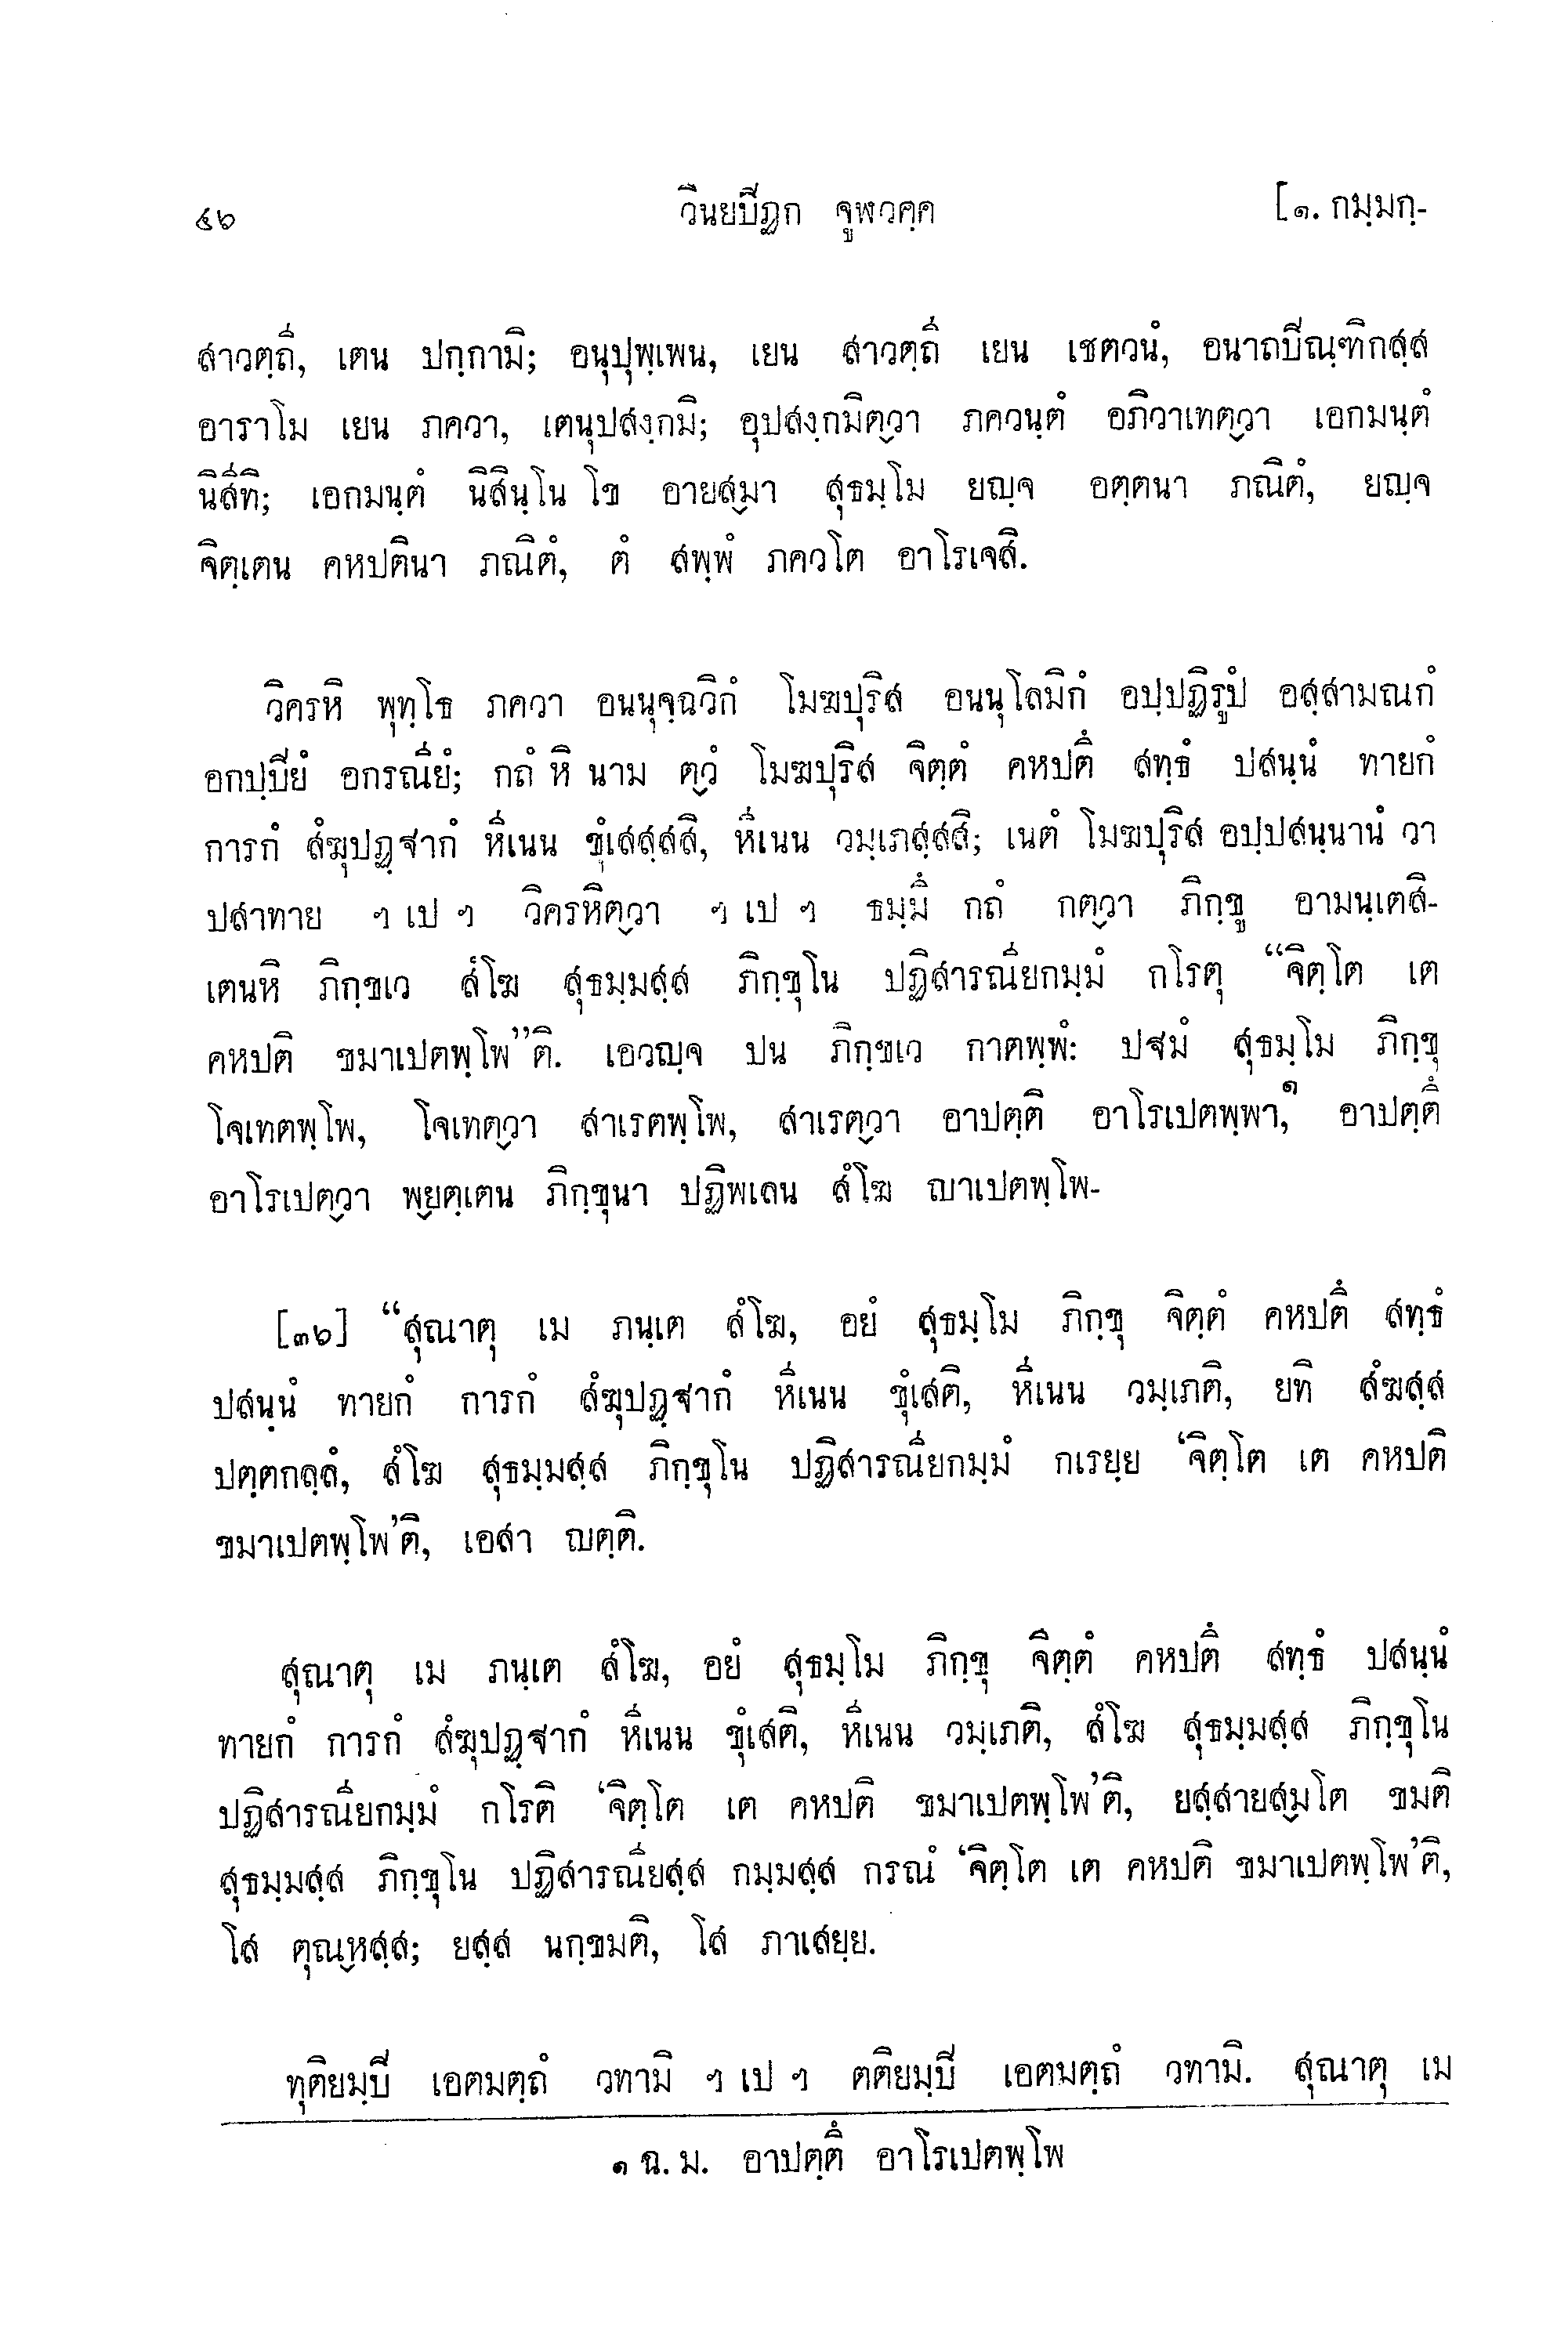 ๕๖ วินยปิฏก จูฬวคฺค [๑. กมฺมกฺ-
สาวตฺถี, เตน ปกฺกามิ; อนุปุพฺเพน, เยน สาวตฺถี เยน เชตวนํ, อนาถปิณฺฑิกสฺส
อาราโม เยน ภควา, เตนุปสงฺกมิ; อุปสงฺกมิตฺวา ภควนฺตํ อภิวาเทตฺวา เอกมนฺตํ
นิสีทิ; เอกมนฺตํ นิสินฺโน โข อายสฺมา สุธมฺโม ยญฺจ อตฺตนา ภณิตํ, ยญฺจ
จิตฺเตน คหปตินา ภณิตํ, ตํ สพฺพํ ภควโต อาโรเจสิ.
วิครหิ พุทฺโธ ภควา อนนุจฺฉวิกํ โมฆปุริส อนนุโลมิกํ อปฺปฏิรูปํ อสฺสามณกํ
อกปฺปิยํ อกรณียํ; กถํ หิ นาม ตฺวํ โมฆปุริส จิตฺตํ คหปตึ สทฺธํ ปสนฺนํ ทายกํ
การกํ สํฆุปฏฺฐากํ หีเนน ขุํเสสฺสสิ, หีเนน วมฺเภสฺสสิ; เนตํ โมฆปุริส อปฺปสนฺนานํ วา
ปสาทาย ฯ เป ฯ วิครหิตฺวา ฯ เป ฯ ธมฺมึ กถํ กตฺวา ภิกฺขู อามนฺเตสิ-
เตนหิ ภิกฺขเว สํโฆ สุธมฺมสฺส ภิกฺขุโน ปฏิสารณียกมฺมํ กโรตุ “จิตฺโต เต
คหปติ ขมาเปตพฺโพ”ติ. เอวญฺจ ปน ภิกฺขเว กาตพฺพํ: ปฐมํ สุธมฺโม ภิกฺขุ
โจเทตพฺโพ, โจเทตฺวา สาเรตพฺโพ, สาเรตฺวา อาปตฺติ อาโรเปตพฺพา,๑ อาปตฺตึ
อาโรเปตฺวา พฺยตฺเตน ภิกฺขุนา ปฏิพเลน สํโฆ ญาเปตพฺโพ-
[๓๖] “สุณาตุ เม ภนฺเต สํโฆ, อยํ สุธมฺโม ภิกฺขุ จิตฺตํ คหปตึ สทฺธํ
ปสนฺนํ ทายกํ การกํ สํฆุปฏฺฐากํ หีเนน ขุํเสติ, หีเนน วมฺเภติ, ยทิ สํฆสฺส
ปตฺตกลฺลํ, สํโฆ สุธมฺมสฺส ภิกฺขุโน ปฏิสารณียกมฺมํ กเรยฺย ‘จิตฺโต เต คหปติ
ขมาเปตพฺโพ’ติ, เอสา ญตฺติ.
สุณาตุ เม ภนฺเต สํโฆ, อยํ สุธมฺโม ภิกฺขุ จิตฺตํ คหปตึ สทฺธํ ปสนฺนํ
ทายกํ การกํ สํฆุปฏฺฐากํ หีเนน ขุํเสติ, หีเนน วมฺเภติ, สํโฆ สุธมฺมสฺส ภิกฺขุโน
ปฏิสารณียกมฺมํ กโรติ ‘จิตฺโต เต คหปติ ขมาเปตพฺโพ’ติ, ยสฺสายสฺมโต ขมติ
สุธมฺมสฺส ภิกฺขุโน ปฏิสารณียสฺส กมฺมสฺส กรณํ ‘จิตฺโต เต คหปติ ขมาเปตพฺโพ’ติ,
โส ตุณฺหสฺส; ยสฺส นกฺขมติ, โส ภาเสยฺย.
ทุติยมฺปิ เอตมตฺถํ วทามิ ฯ เป ฯ ตติยมฺปิ เอตมตฺถํ วทามิ. สุณาตุ เม
๑ ฉ. ม. อาปตฺตึ อาโรเปตพฺโพ